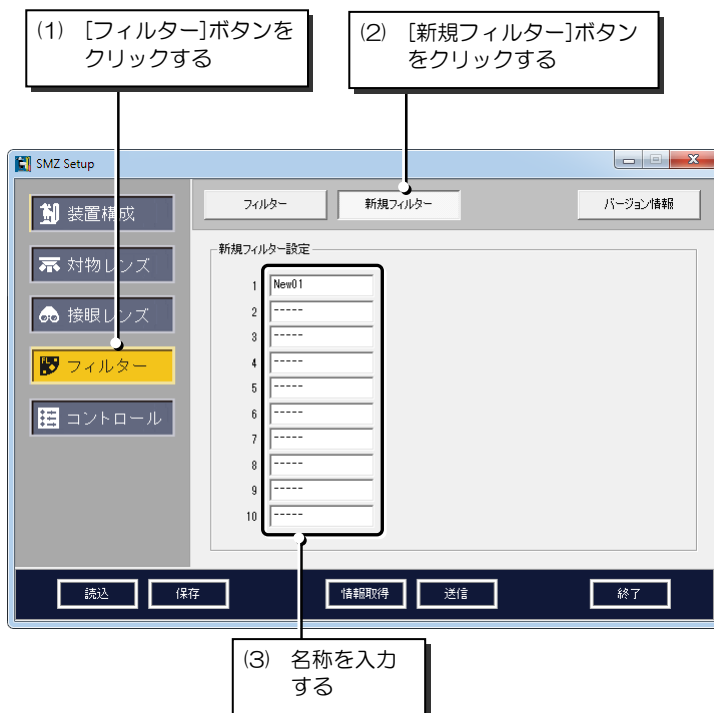 (1) [フィルター]ボタンを
クリックする
(2) [新規フィルター]ボタン
をクリックする
SMZ Setup
装置構成
対物レンズ
接眼レンズ
フィルター
コントロール
フィルター
新規フィルター
バージョン情報
新規フィルター設定
1 New01
2 -----
3 -----
4 -----
5 -----
6 -----
7 -----
8 -----
9 -----
10 -----
読込
保存
情報取得
送信
終了
(3) 名称を入力
する